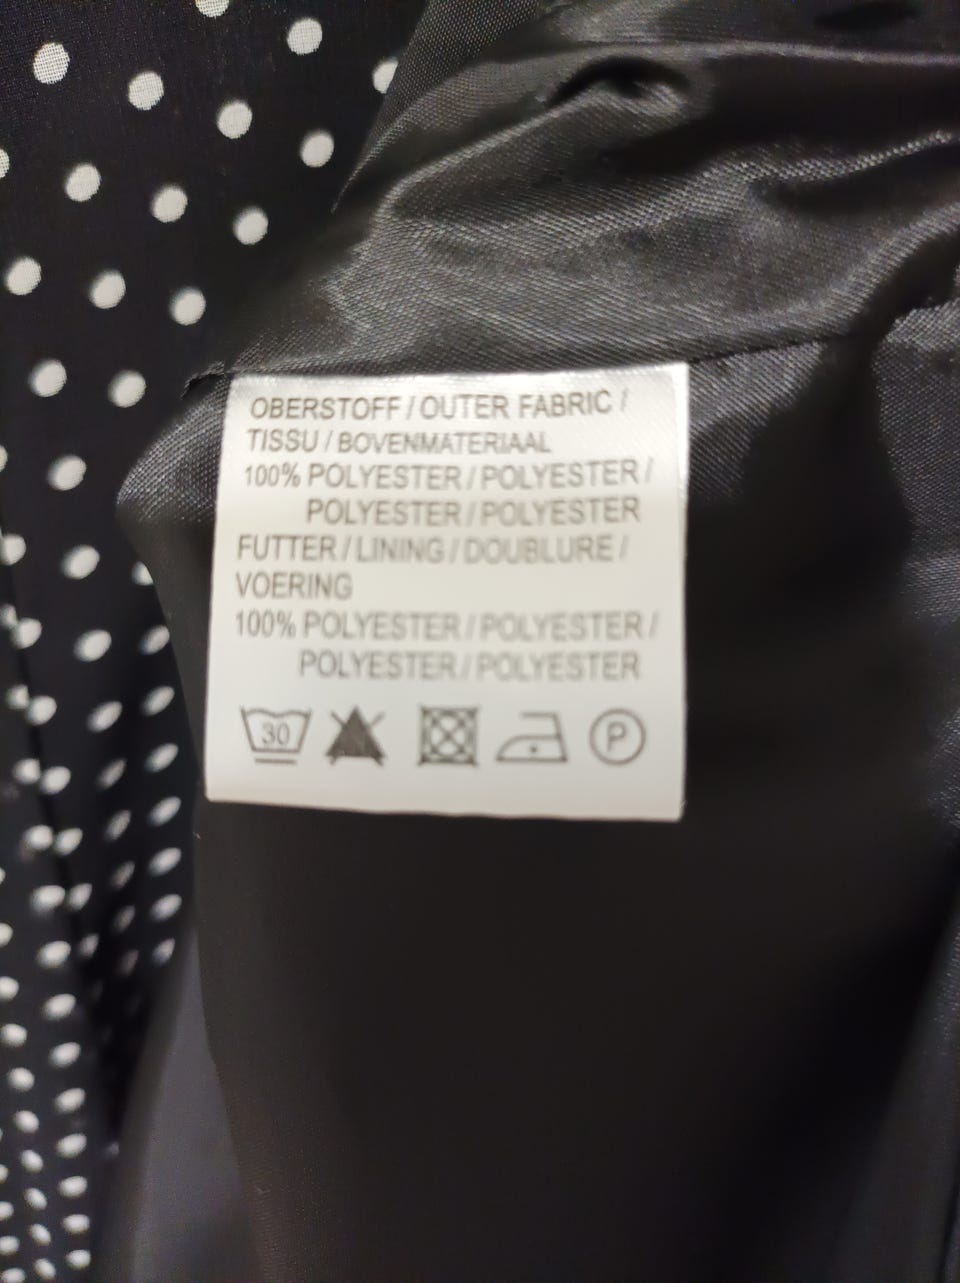 OBERSTOFF / OUTER FABRIC /
TISSU / BOVENMATERIAAL
100% POLYESTER / POLYESTER /
POLYESTER / POLYESTER
FUTTER / LINING / DOUBLURE /
VOERING
100% POLYESTER / POLYESTER /
POLYESTER / POLYESTER
30 P